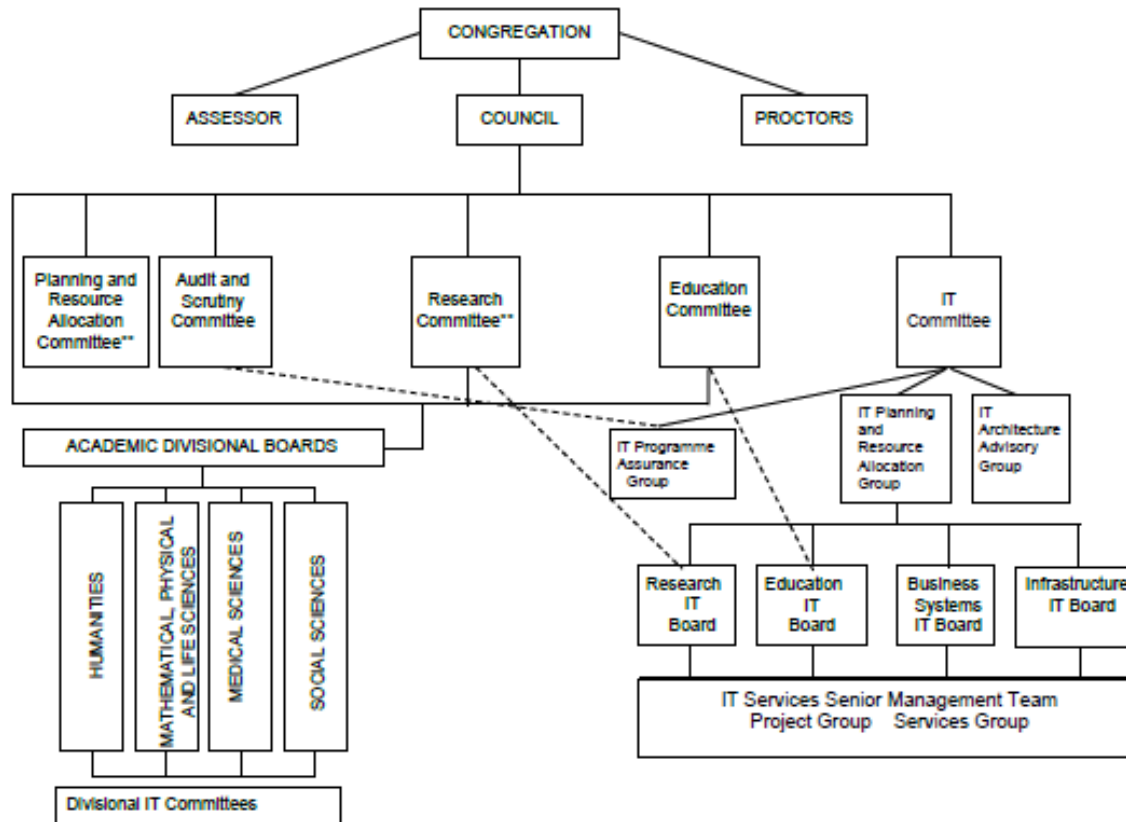 CONGREGATION
ASSESSOR
COUNCIL
PROCTORS
Planning and
Resource
Allocation
Committee**
Audit and
Scrutiny
Committee
Research
Committee**
Education
Committee
IT
Committee
ACADEMIC DIVISIONAL BOARDS
IT Programme
Assurance
Group
IT Planning
and
Resource
Allocation
Group
IT
Architecture
Advisory
Group
HUMANITIES
MATHEMATICAL, PHYSICAL
AND LIFE SCIENCES
MEDICAL SCIENCES
SOCIAL SCIENCES
Research
IT
Board
Education
IT
Board
Business
Systems
IT Board
Infrastructure
IT Board
IT Services Senior Management Team
Project Group Services Group
Divisional IT Committees